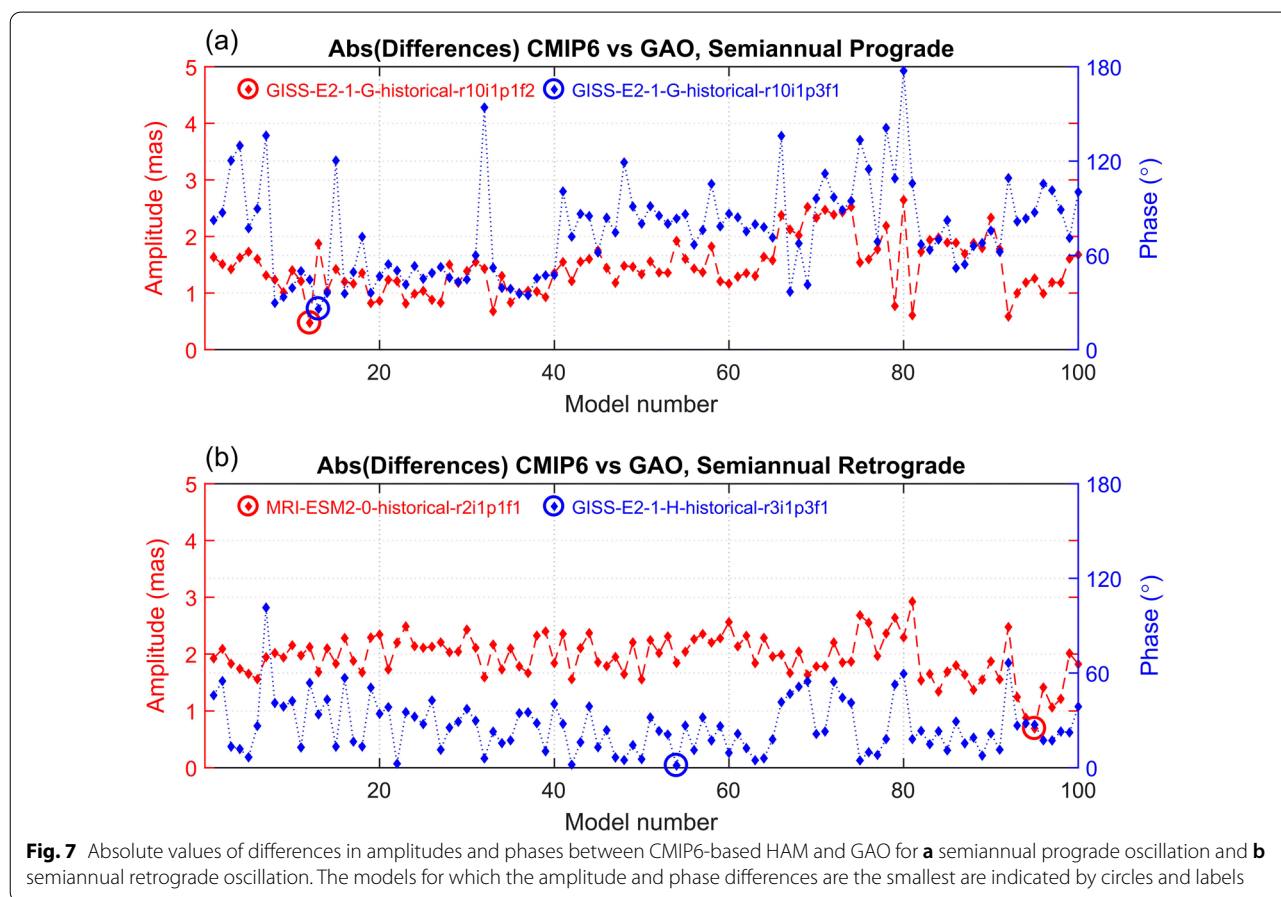 (a)
Abs(Differences) CMIP6 vs GAO, Semiannual Prograde
GISS-E2-1-G-historical-r10i1p1f2 GISS-E2-1-G-historical-r10i1p3f1
Amplitude (mas)
5
4
3
2
1
0
180
120
60
0
Phase (°)
20 40 60 80 100
Model number
(b)
Abs(Differences) CMIP6 vs GAO, Semiannual Retrograde
MRI-ESM2-0-historical-r2i1p1f1 GISS-E2-1-H-historical-r3i1p3f1
Amplitude (mas)
5
4
3
2
1
0
180
120
60
0
Phase (°)
20 40 60 80 100
Model number
Fig. 7 Absolute values of differences in amplitudes and phases between CMIP6-based HAM and GAO for a semiannual prograde oscillation and b
semiannual retrograde oscillation. The models for which the amplitude and phase differences are the smallest are indicated by circles and labels